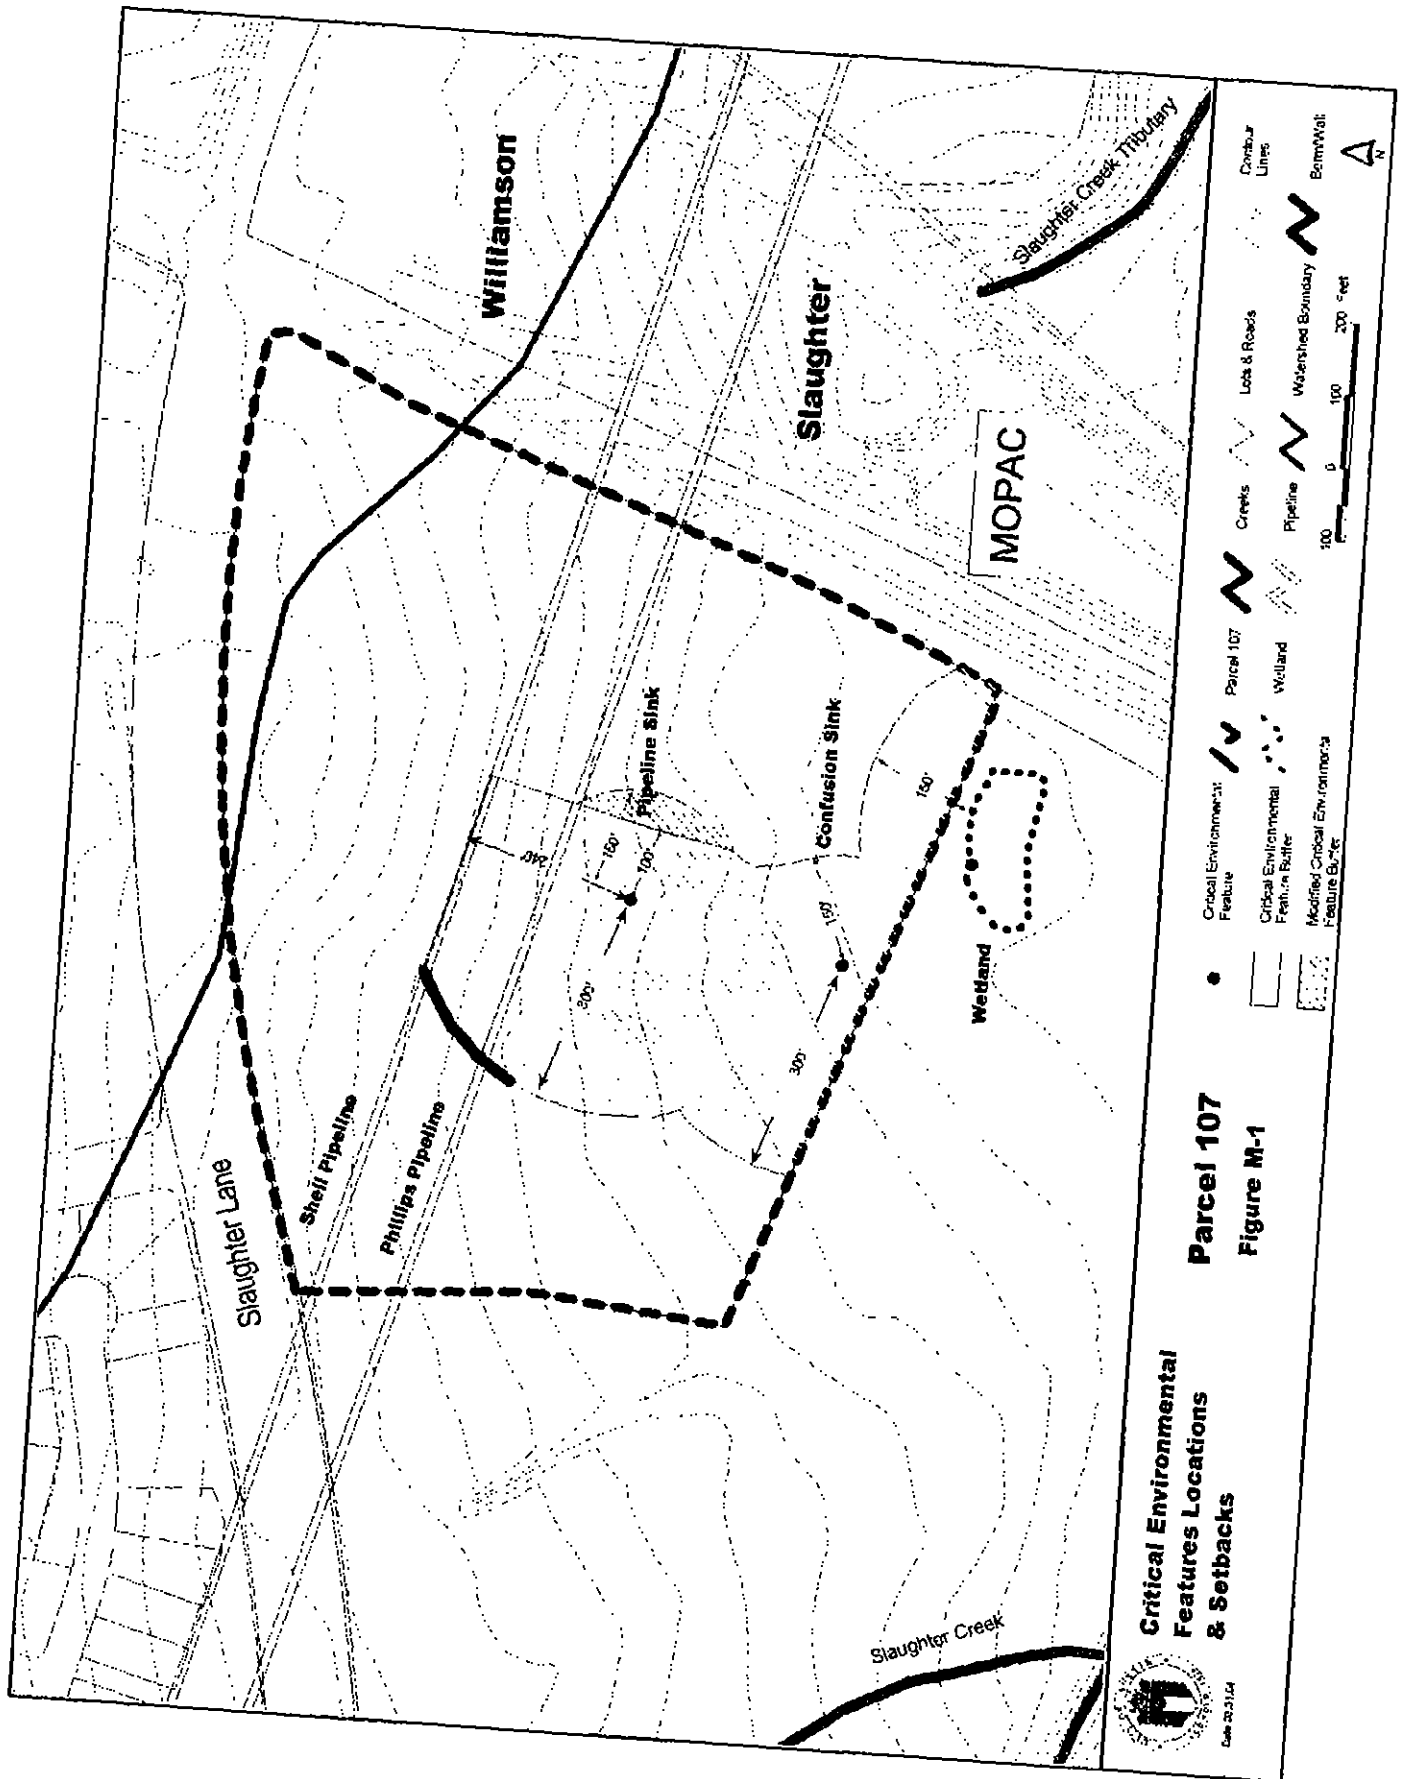 Williamson
Slaughter Creek Tributary
Slaughter
MOPAC
Slaughter Lane
Shell Pipeline
Phillips Pipeline
Pipeline Sink
240'
150'
100'
300'
Confusion Sink
150'
300'
150'
Wetland
Slaughter Creek
Critical Environmental
Features Locations
& Setbacks
Parcel 107
Figure M-1
Critical Environmental
Feature
Parcel 107
Creeks
Lots & Roads
Contour
Lines
Critical Environmental
Feature Buffer
Wetland
Pipeline
Watershed Boundary
Berm/Wall
Modified Critical Environmental
Feature Buffer
100 0 100 200 Feet
N